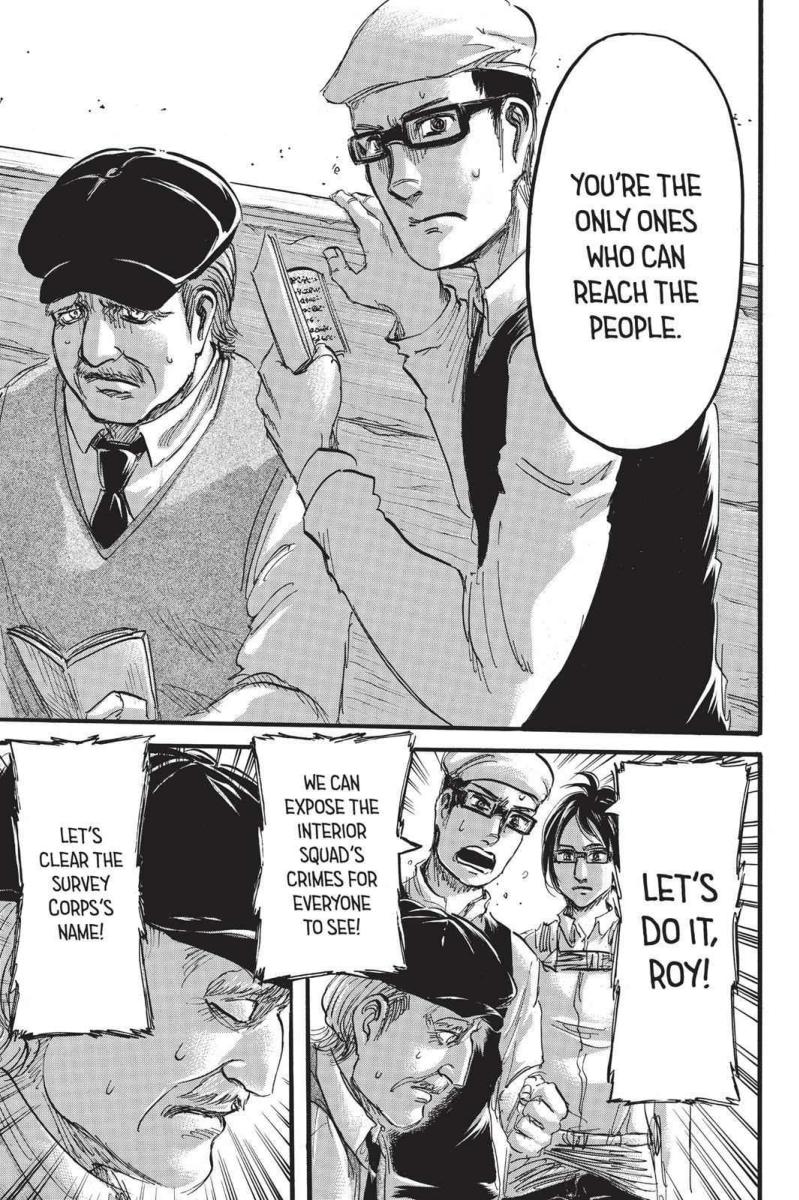 YOU'RE THE
ONLY ONES
WHO CAN
REACH THE
PEOPLE.
LET'S
DO IT,
ROY!
WE CAN
EXPOSE THE
INTERIOR
SQUAD'S
CRIMES FOR
EVERYONE
TO SEE!
LET'S
CLEAR THE
SURVEY
CORPS'S
NAME!